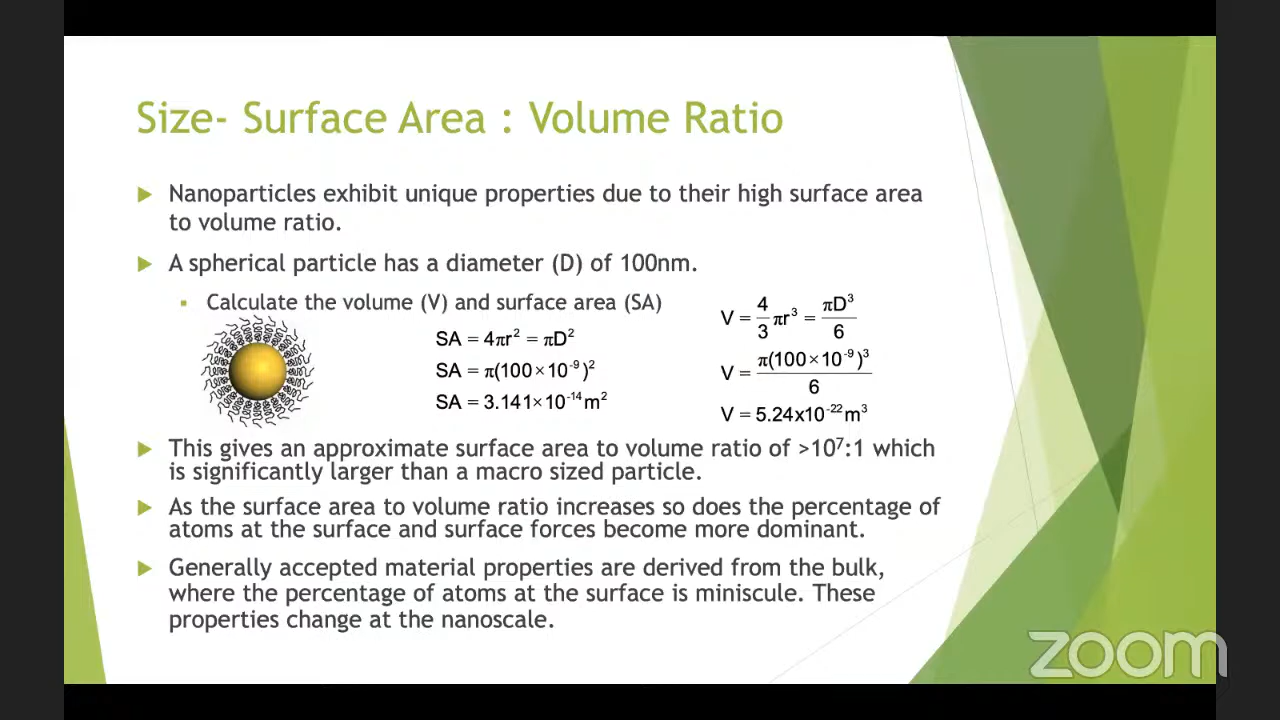 Size- Surface Area : Volume Ratio
Nanoparticles exhibit unique properties due to their high surface area
to volume ratio.
A spherical particle has a diameter (D) of 100nm.
Calculate the volume (V) and surface area (SA)
SA = 4πr² = πD²
SA = π(100×10⁻⁹)²
SA = 3.141×10⁻¹⁴m²
V = 4/3 πr³ = πD³/6
V = π(100×10⁻⁹)³/6
V = 5.24x10⁻²²m³
This gives an approximate surface area to volume ratio of >10⁷:1 which
is significantly larger than a macro sized particle.
As the surface area to volume ratio increases so does the percentage of
atoms at the surface and surface forces become more dominant.
Generally accepted material properties are derived from the bulk,
where the percentage of atoms at the surface is miniscule. These
properties change at the nanoscale.
zoom